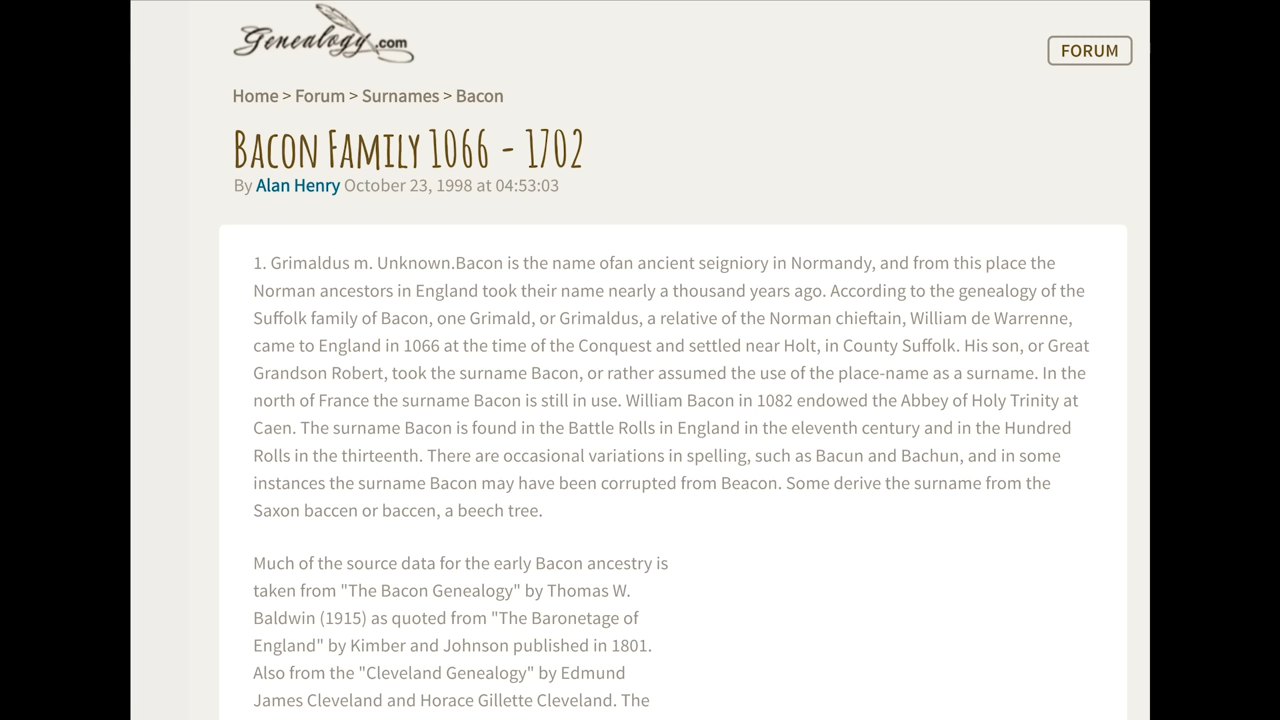 Genealogy.com
FORUM
Home > Forum > Surnames > Bacon
BACON FAMILY 1066 - 1702
By Alan Henry October 23, 1998 at 04:53:03
1. Grimaldus m. Unknown.Bacon is the name ofan ancient seigniory in Normandy, and from this place the
Norman ancestors in England took their name nearly a thousand years ago. According to the genealogy of the
Suffolk family of Bacon, one Grimald, or Grimaldus, a relative of the Norman chieftain, William de Warrenne,
came to England in 1066 at the time of the Conquest and settled near Holt, in County Suffolk. His son, or Great
Grandson Robert, took the surname Bacon, or rather assumed the use of the place-name as a surname. In the
north of France the surname Bacon is still in use. William Bacon in 1082 endowed the Abbey of Holy Trinity at
Caen. The surname Bacon is found in the Battle Rolls in England in the eleventh century and in the Hundred
Rolls in the thirteenth. There are occasional variations in spelling, such as Bacun and Bachun, and in some
instances the surname Bacon may have been corrupted from Beacon. Some derive the surname from the
Saxon baccen or baccen, a beech tree.
Much of the source data for the early Bacon ancestry is
taken from "The Bacon Genealogy" by Thomas W.
Baldwin (1915) as quoted from "The Baronetage of
England" by Kimber and Johnson published in 1801.
Also from the "Cleveland Genealogy" by Edmund
James Cleveland and Horace Gillette Cleveland. The